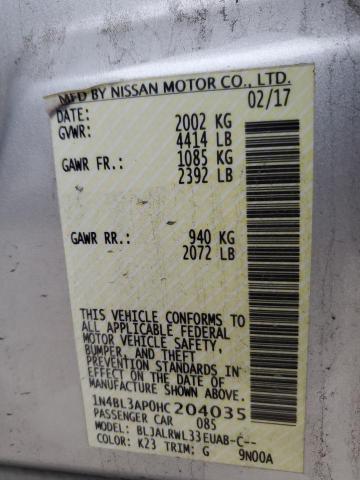 MFD BY NISSAN MOTOR CO., LTD.
DATE: 02/17
GVWR: 2002 KG
4414 LB
GAWR FR.: 1085 KG
2392 LB
GAWR RR.: 940 KG
2072 LB
THIS VEHICLE CONFORMS TO
ALL APPLICABLE FEDERAL
MOTOR VEHICLE SAFETY,
BUMPER, AND THEFT
PREVENTION STANDARDS IN
EFFECT ON THE DATE OF
MANUFACTURE SHOWN ABOVE.
1N4BL3AP0HC204035
PASSENGER CAR 085
MODEL: BLJALRWL33EUAB-C--
COLOR: K23 TRIM: G 9N00A